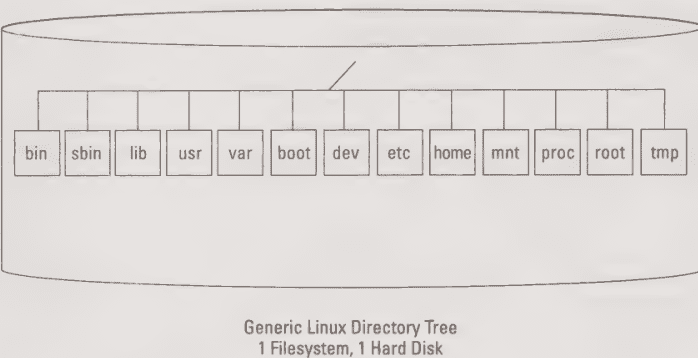 /
bin sbin lib usr var boot dev etc home mnt proc root tmp
Generic Linux Directory Tree
1 Filesystem, 1 Hard Disk